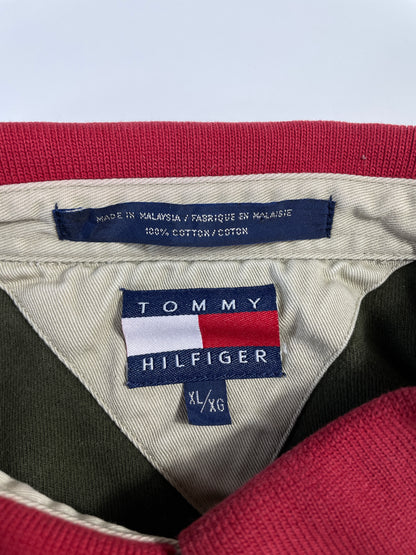 MADE IN MALAYSIA / FABRIQUE EN MALAISIE
100% COTTON / COTON
TOMMY
HILFIGER
XL/XG